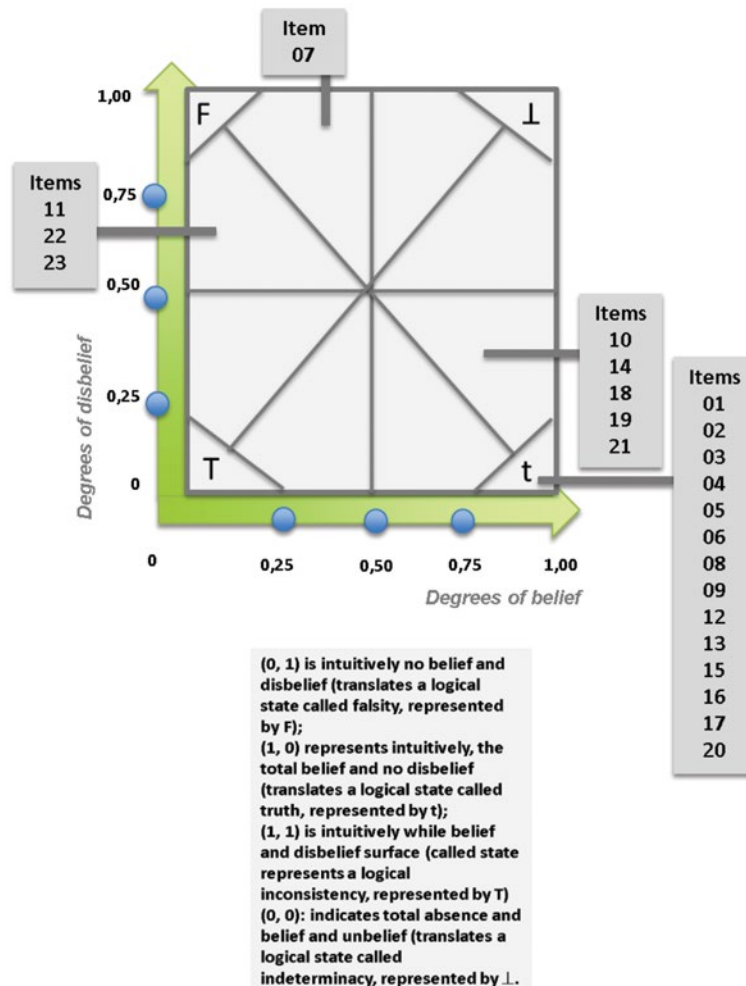 Item
07
1,00
F
⊥
Items
11
22
23
0,75
0,50
Items
10
14
18
19
21
Items
01
02
03
04
05
06
08
09
12
13
15
16
17
20
0,25
Degrees of disbelief
T
t
0
0
0,25
0,50
0,75
1,00
Degrees of belief
(0, 1) is intuitively no belief and
disbelief (translates a logical
state called falsity, represented
by F);
(1, 0) represents intuitively, the
total belief and no disbelief
(translates a logical state called
truth, represented by t);
(1, 1) is intuitively while belief
and disbelief surface (called state
represents a logical
inconsistency, represented by T)
(0, 0): indicates total absence and
belief and unbelief (translates a
logical state called
indeterminacy, represented by ⊥.